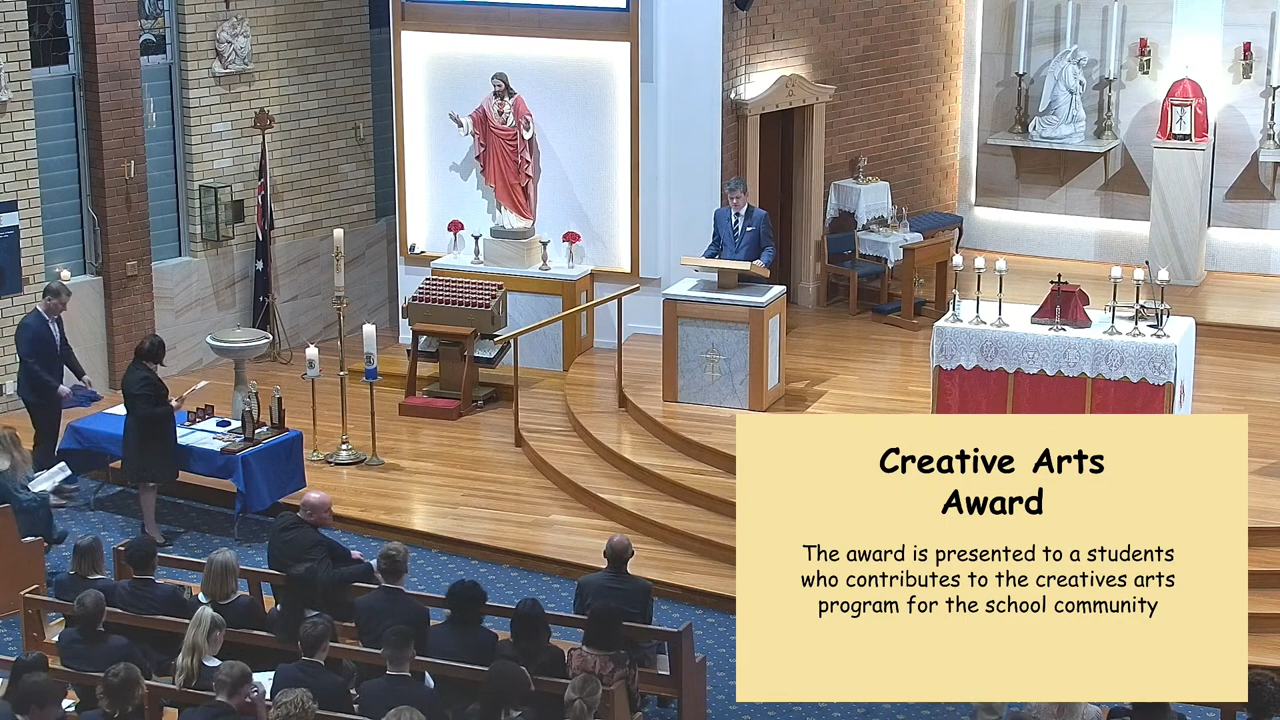 Creative Arts
Award
The award is presented to a students
who contributes to the creatives arts
program for the school community